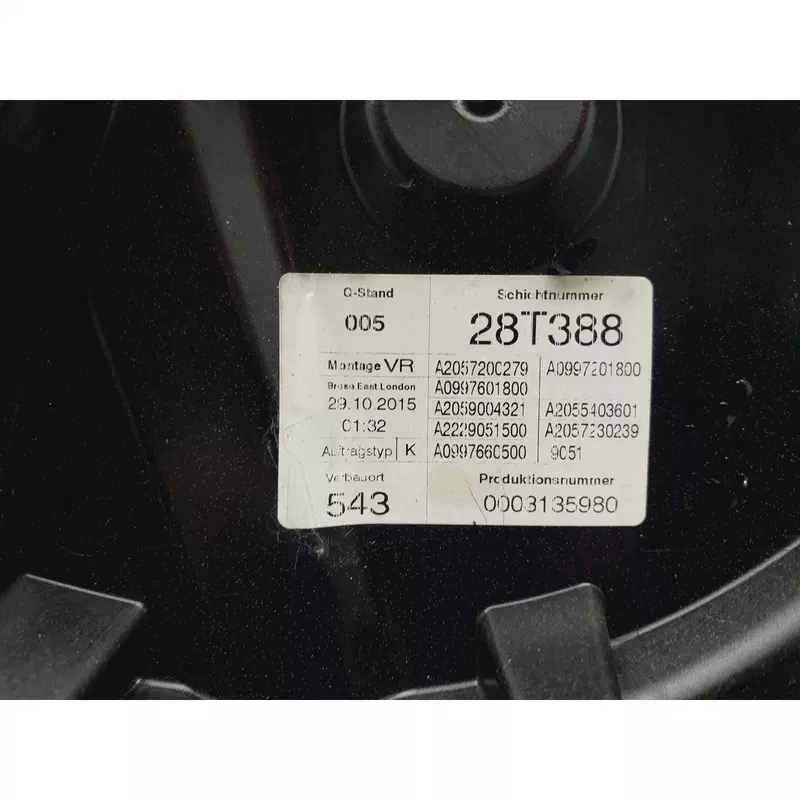 Q-Stand
005
Schichtnummer
28T388
Montage VR
Brose East London
29.10.2015
01:32
Auftragstyp K
A2057200279 A0997201800
A0997601800
A2059004321 A2055403601
A2229051500 A2057230239
A0997660500 9051
Verbauort
543
Produktionsnummer
0003135980